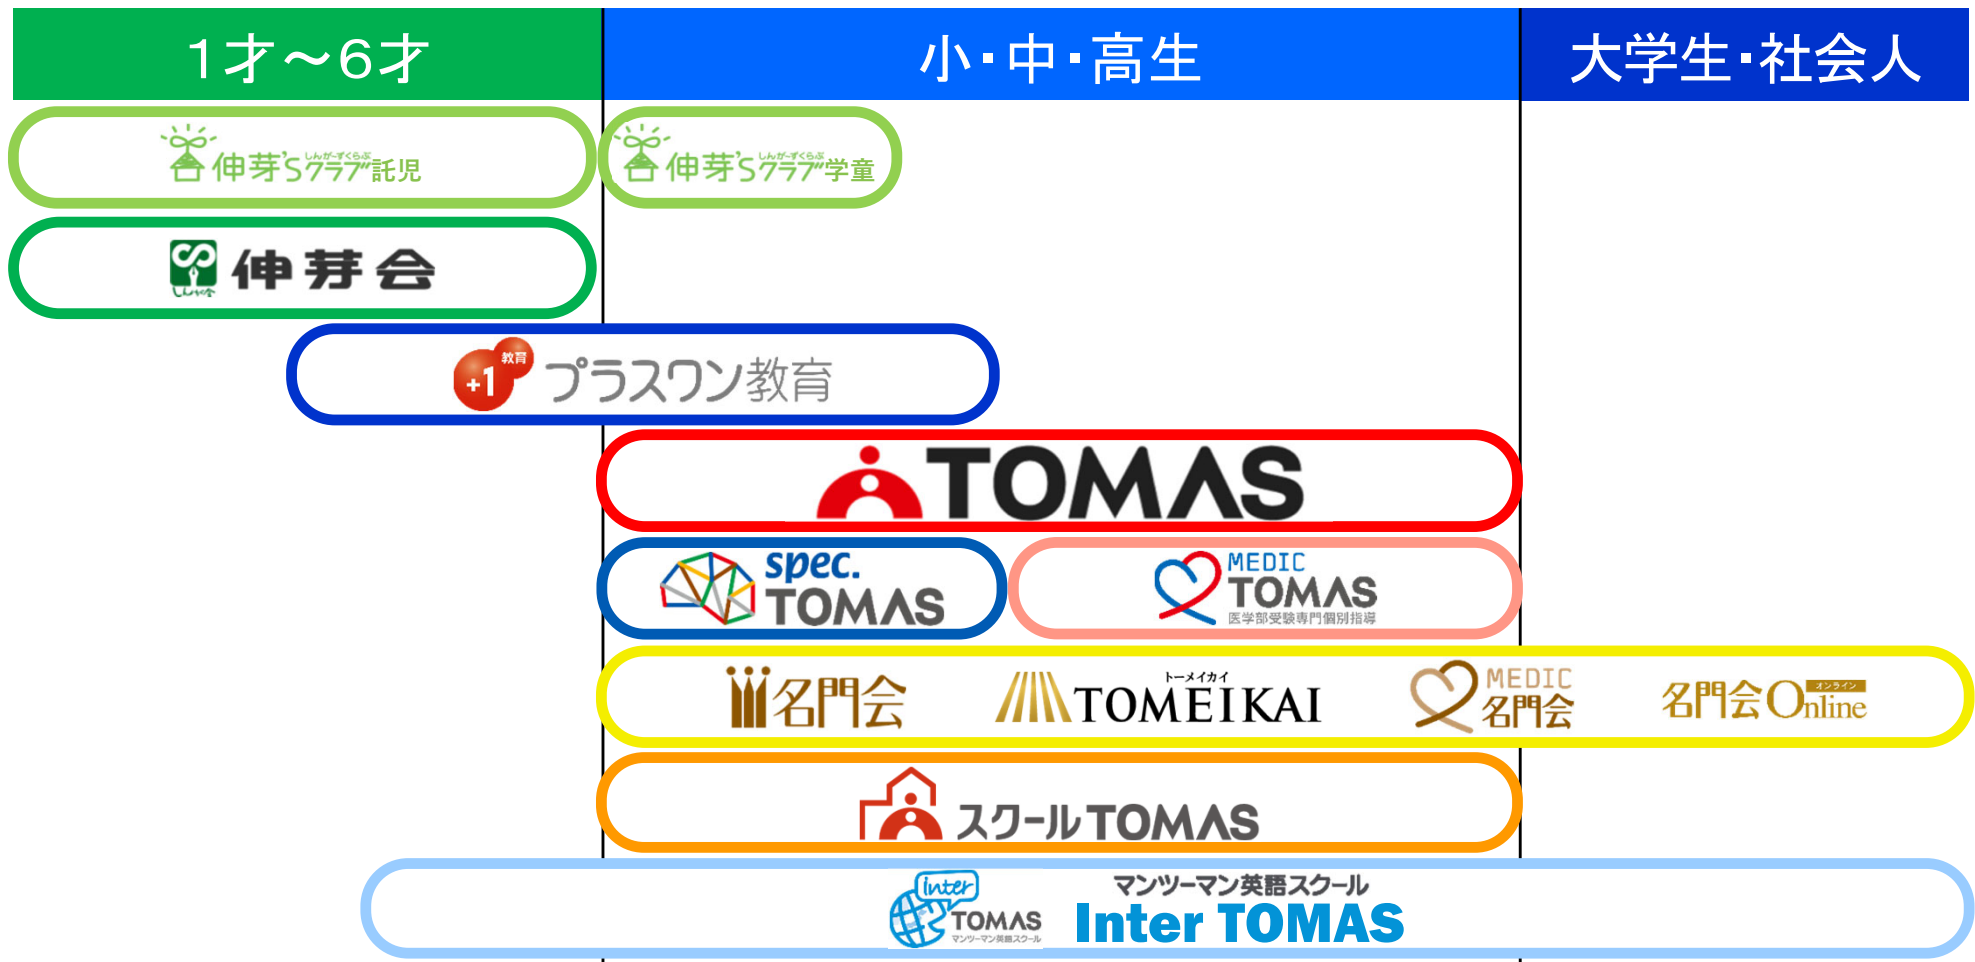 1才～6才
小・中・高生
大学生・社会人
伸芽'Sクラブ託児
しんが~ずくらぶ
伸芽'Sクラブ学童
しんが~ずくらぶ
しんが会
伸芽会
+1 教育
プラスワン教育
TOMAS
spec.
TOMAS
MEDIC
TOMAS
医学部受験専門個別指導
名門会
トーメイカイ
TOMEIKAI
MEDIC
名門会
名門会Online
オンライン
スクールTOMAS
inter
TOMAS
マンツーマン英語スクール
マンツーマン英語スクール
Inter TOMAS